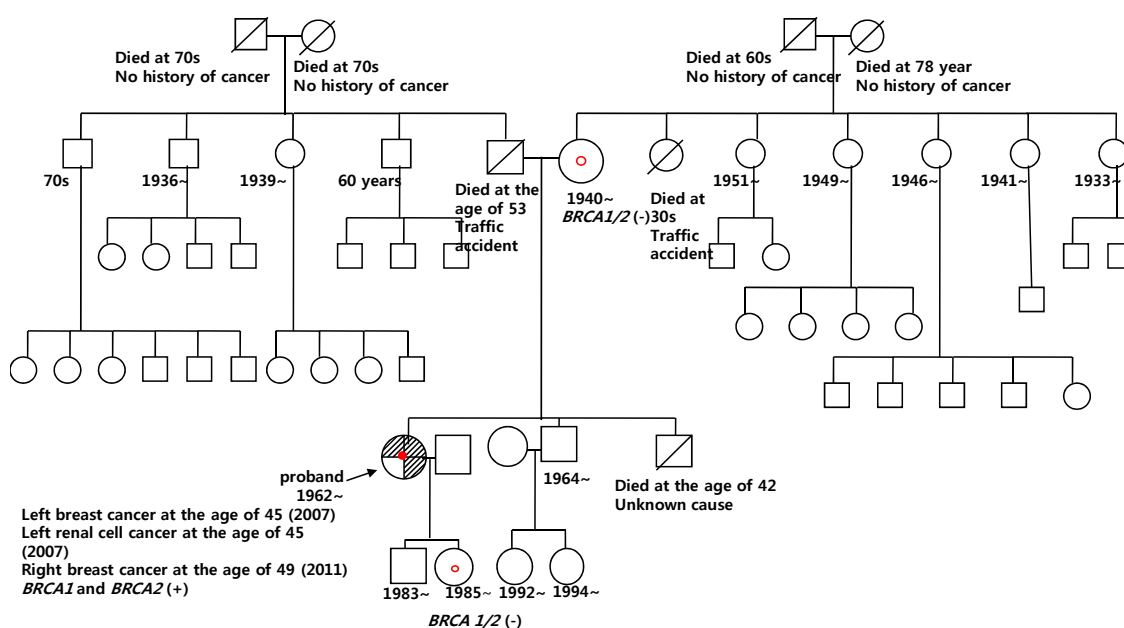 Died at 70s
No history of cancer
Died at 70s
No history of cancer
Died at 60s
No history of cancer
Died at 78 year
No history of cancer
70s
1936~
1939~
60 years
Died at the
age of 53
Traffic
accident
1940~
BRCA1/2 (-)
Died at
30s
Traffic
accident
1951~
1949~
1946~
1941~
1933~
proband
1962~
Left breast cancer at the age of 45 (2007)
Left renal cell cancer at the age of 45
(2007)
Right breast cancer at the age of 49 (2011)
BRCA1 and BRCA2 (+)
1964~
Died at the age of 42
Unknown cause
1983~
1985~
1992~
1994~
BRCA 1/2 (-)